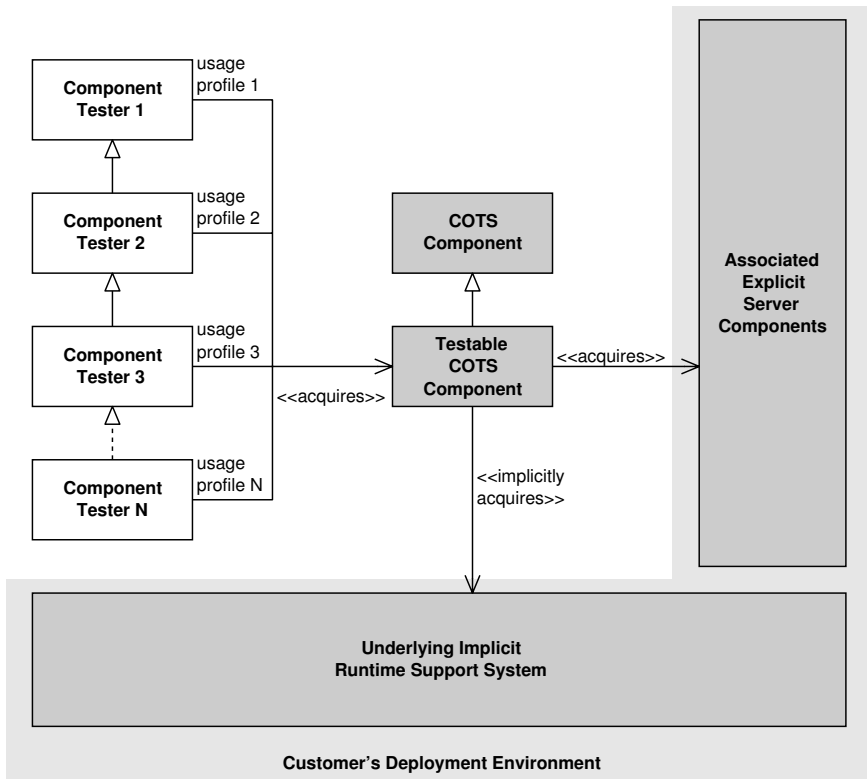 Component
Tester 1
usage
profile 1
Component
Tester 2
usage
profile 2
Component
Tester 3
usage
profile 3
Component
Tester N
usage
profile N
<<acquires>>
COTS
Component
Testable
COTS
Component
<<acquires>>
<<implicitly
acquires>>
Associated
Explicit
Server
Components
Underlying Implicit
Runtime Support System
Customer's Deployment Environment